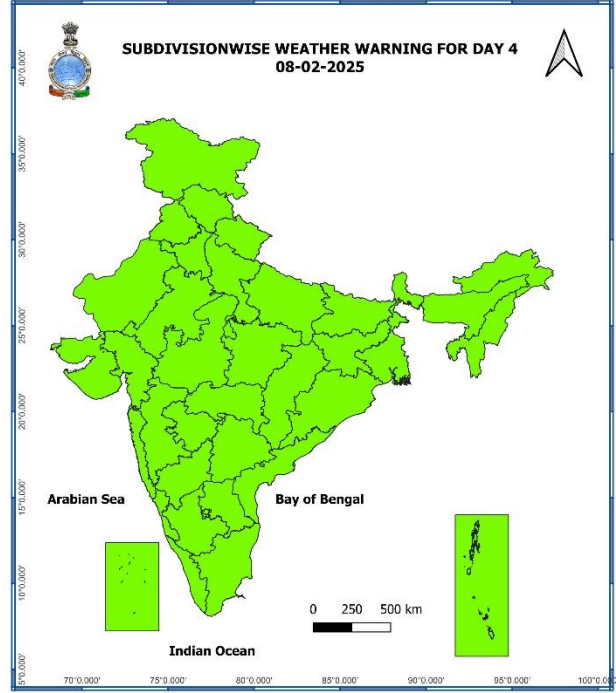 SUBDIVISIONWISE WEATHER WARNING FOR DAY 4
08-02-2025
40°0.000'
35°0.000'
30°0.000'
25°0.000'
20°0.000'
15°0.000'
10°0.000'
5°0.000'
Arabian Sea
Bay of Bengal
0 250 500 km
Indian Ocean
70°0.000' 75°0.000' 80°0.000' 85°0.000' 90°0.000' 95°0.000'